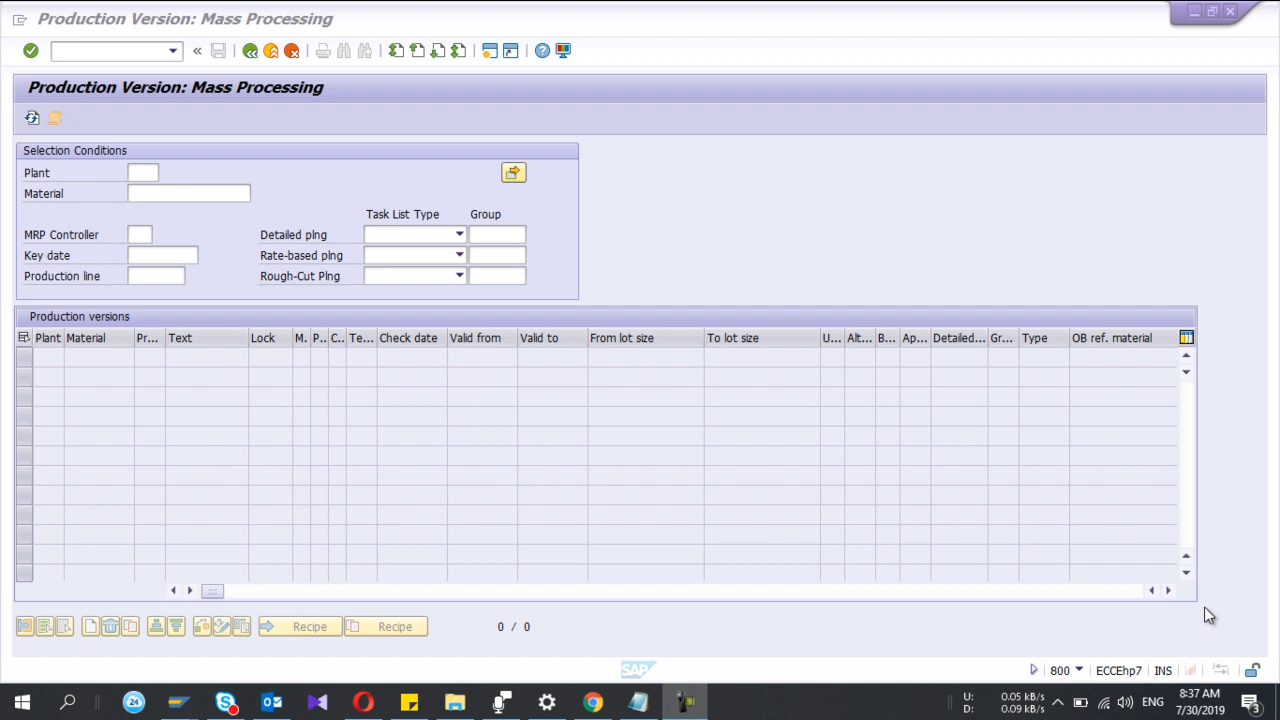 Production Version: Mass Processing
Production Version: Mass Processing
Selection Conditions
Plant
Material
Task List Type Group
MRP Controller Detailed plng
Key date Rate-based plng
Production line Rough-Cut Plng
Production versions
Plant Material Pr... Text Lock M. P.. C.. Te... Check date Valid from Valid to From lot size To lot size U... Alt... B... Ap... Detailed... Gr... Type OB ref. material
Recipe Recipe 0 / 0
SAP
800 ECCEhp7 INS
24
U: 0.05 kB/s
D: 0.09 kB/s
ENG
8:37 AM
7/30/2019
3